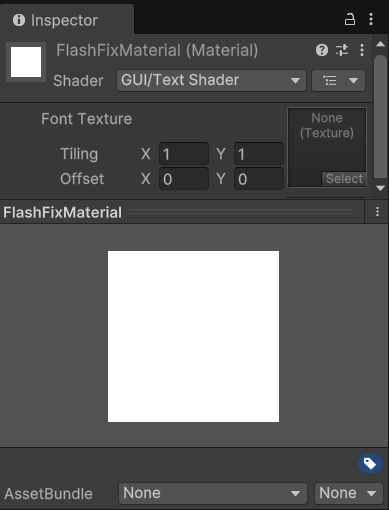 Inspector
FlashFixMaterial (Material)
Shader GUI/Text Shader
Font Texture
None
(Texture)
Tiling X 1 Y 1
Offset X 0 Y 0
Select
FlashFixMaterial
AssetBundle None None